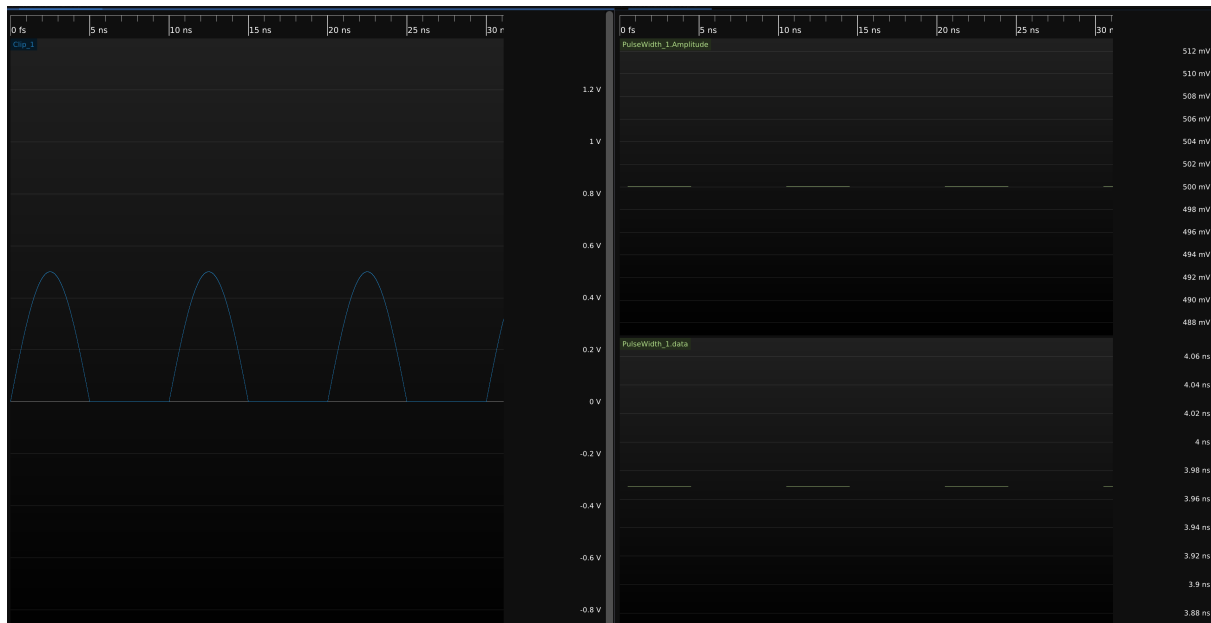 0 fs 5 ns 10 ns 15 ns 20 ns 25 ns 30 n
Clip_1
1.2 V
1 V
0.8 V
0.6 V
0.4 V
0.2 V
0 V
-0.2 V
-0.4 V
-0.6 V
-0.8 V
0 fs 5 ns 10 ns 15 ns 20 ns 25 ns 30 n
PulseWidth_1.Amplitude
512 mV
510 mV
508 mV
506 mV
504 mV
502 mV
500 mV
498 mV
496 mV
494 mV
492 mV
490 mV
488 mV
PulseWidth_1.data
4.06 ns
4.04 ns
4.02 ns
4 ns
3.98 ns
3.96 ns
3.94 ns
3.92 ns
3.9 ns
3.88 ns